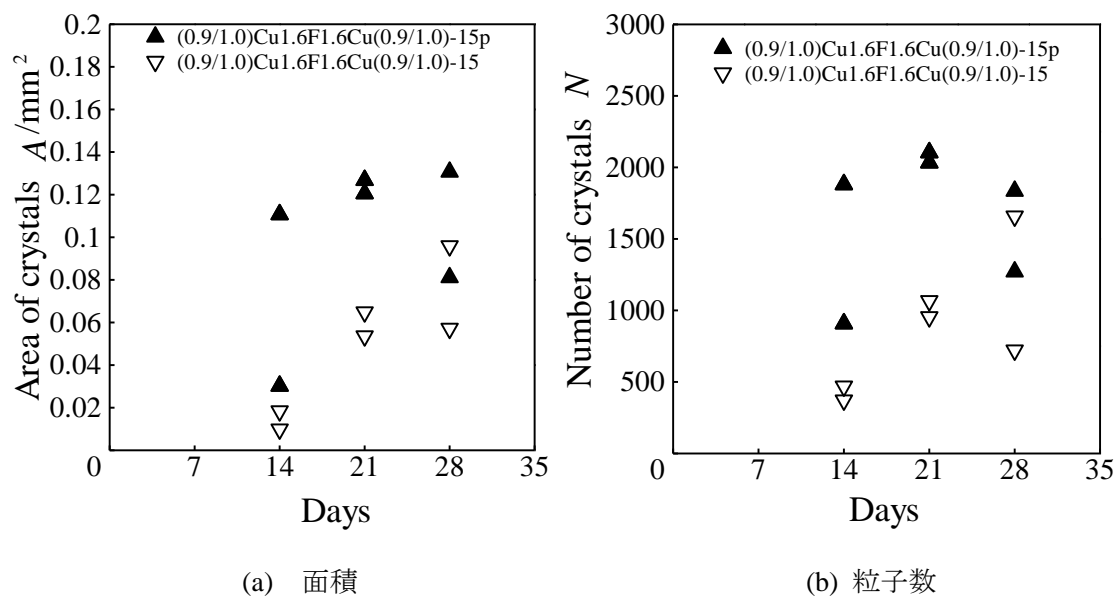 0.2
0.18
0.16
0.14
0.12
0.1
0.08
0.06
0.04
0.02
0
7
14
21
28
35
Area of crystals A /mm²
Days
▲ (0.9/1.0)Cu1.6F1.6Cu(0.9/1.0)-15p
▽ (0.9/1.0)Cu1.6F1.6Cu(0.9/1.0)-15
(a) 面積
3000
2500
2000
1500
1000
500
0
7
14
21
28
35
Number of crystals N
Days
▲ (0.9/1.0)Cu1.6F1.6Cu(0.9/1.0)-15p
▽ (0.9/1.0)Cu1.6F1.6Cu(0.9/1.0)-15
(b) 粒子数